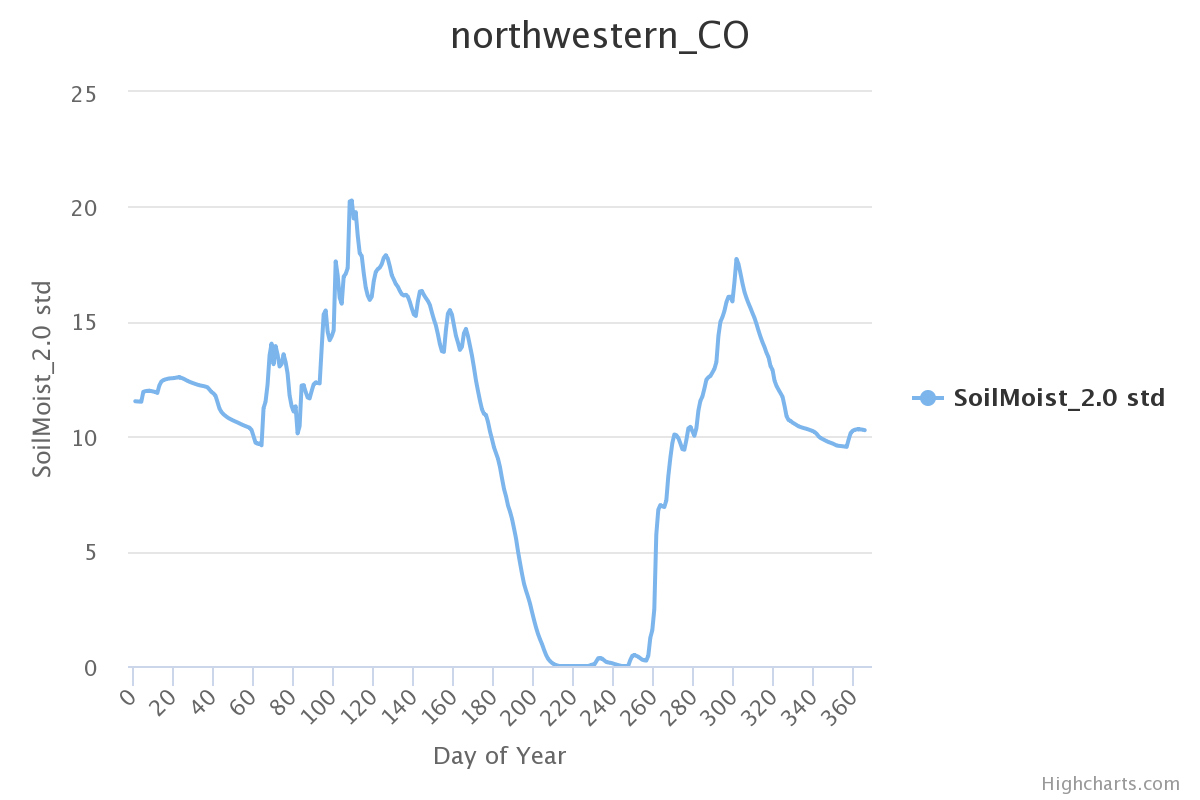 northwestern_CO
25
20
15
10
5
0
SoilMoist_2.0 std
SoilMoist_2.0 std
0 20 40 60 80 100 120 140 160 180 200 220 240 260 280 300 320 340 360
Day of Year
Highcharts.com